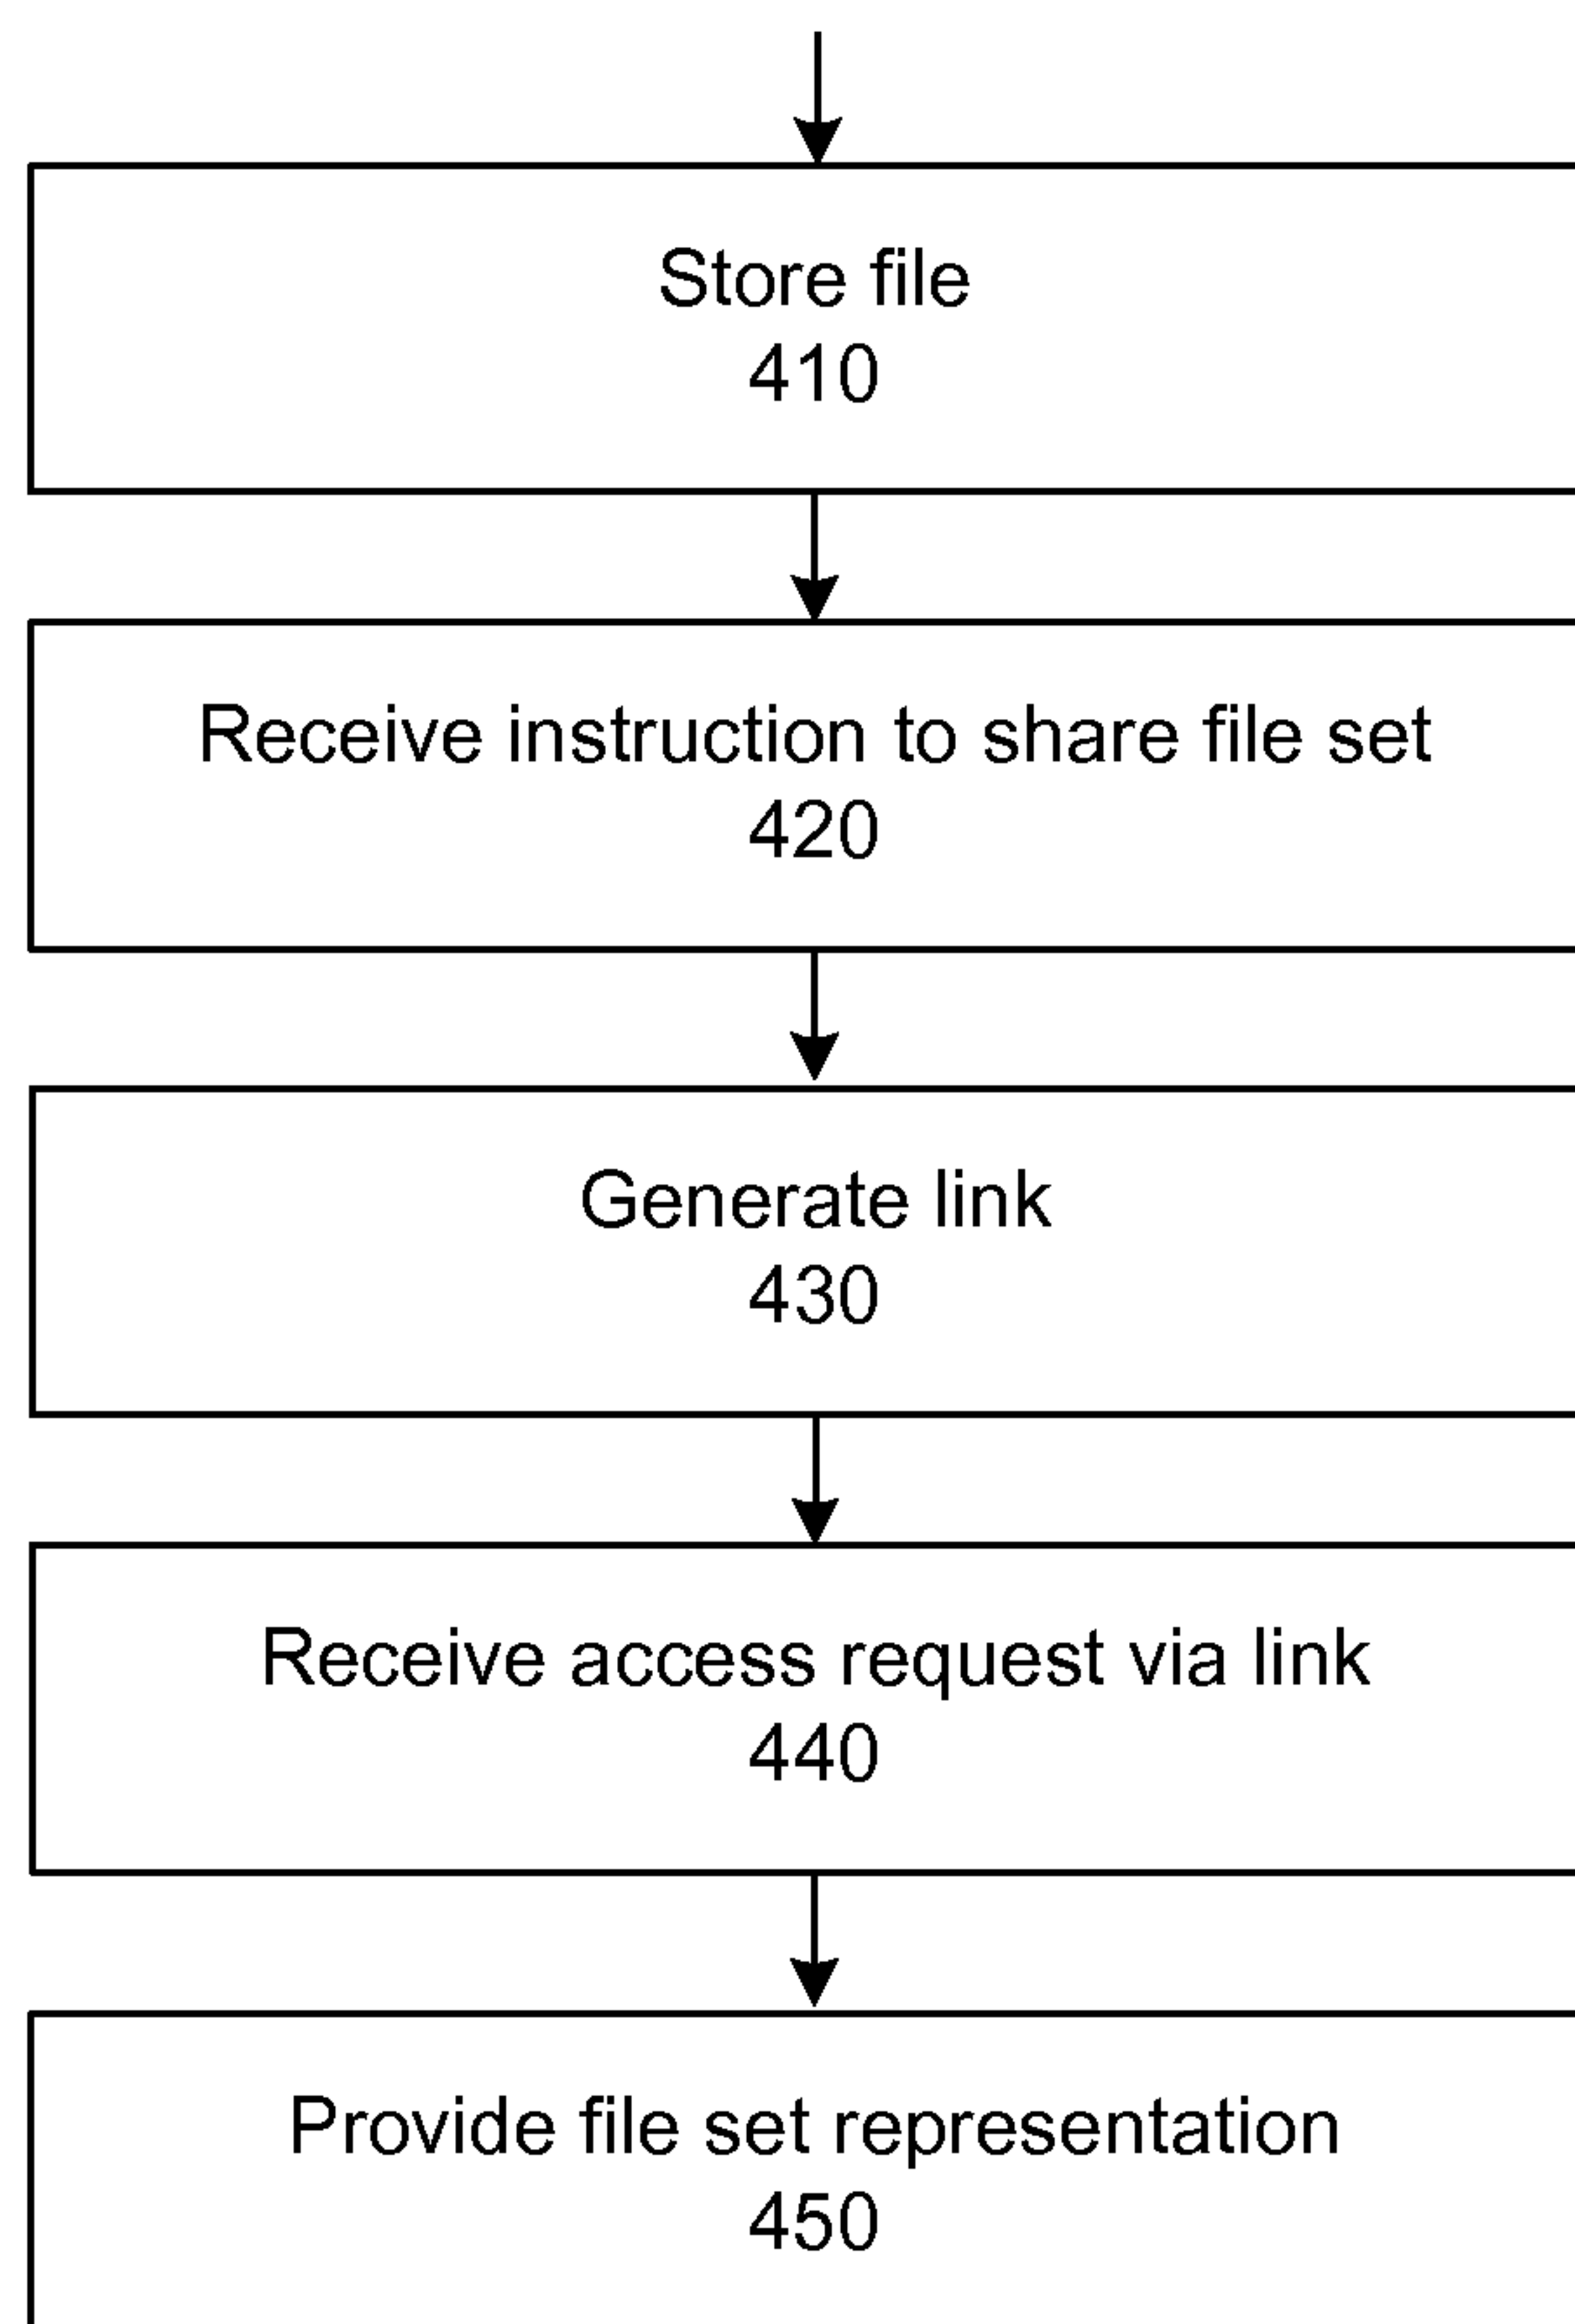 Store file
410
Receive instruction to share file set
420
Generate link
430
Receive access request via link
440
Provide file set representation
450